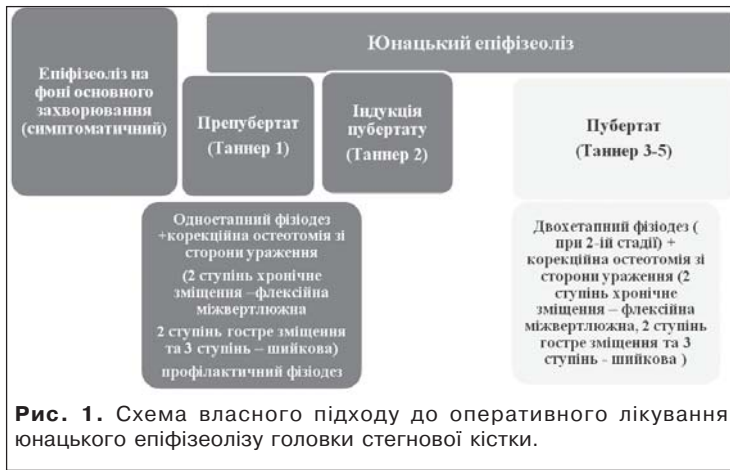 Юнацький епіфізеоліз
Епіфізеоліз на
фоні основного
захворювання
(симптоматичний)
Препубертат
(Таннер 1)
Індукція
пубертату
(Таннер 2)
Пубертат
(Таннер 3-5)
Одноетапний фізіодез
+корекційна остеотомія зі
сторони ураження
(2 ступінь хронічне
зміщення –флексійна
міжвертлюжна
2 ступінь гостре зміщення
та 3 ступінь – шийкова)
профілактичний фізіодез
Двохетапний фізіодез (
при 2-ій стадії) +
корекційна остеотомія зі
сторони ураження (2
ступінь хронічне
зміщення – флексійна
міжвертлюжна, 2 ступінь
гостре зміщення та 3
ступінь - шийкова )
Рис. 1. Схема власного підходу до оперативного лікування
юнацького епіфізеолізу головки стегнової кістки.